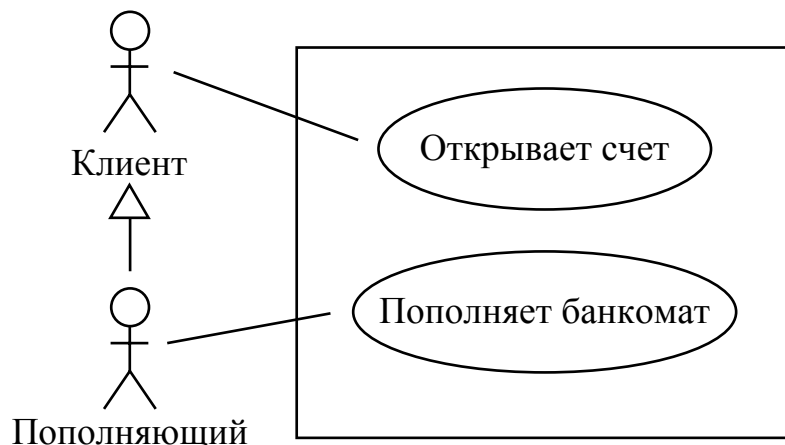 Открывает счет
Клиент
Пополняет банкомат
Пополняющий